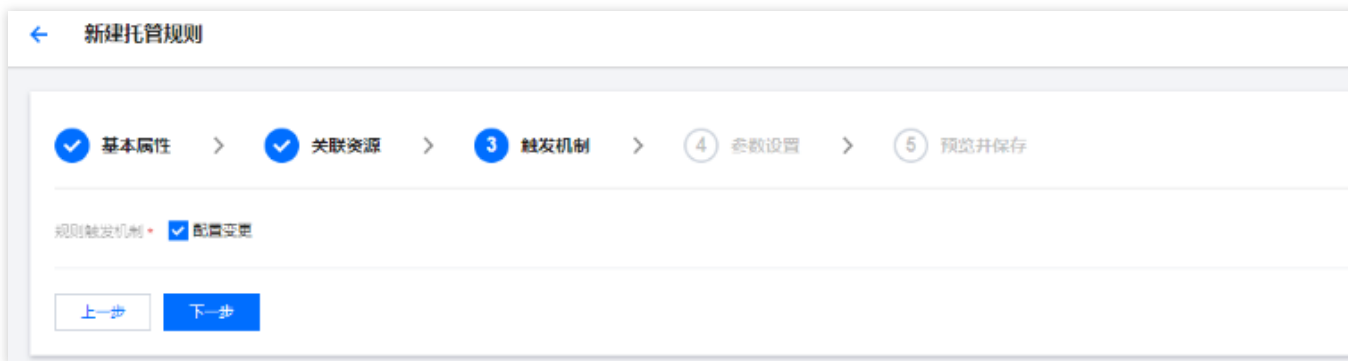 新建托管规则
基本属性 > 关联资源 > 3 触发机制 > 4 参数设置 > 5 预览并保存
规则触发机制 * 配置变更
上一步 下一步